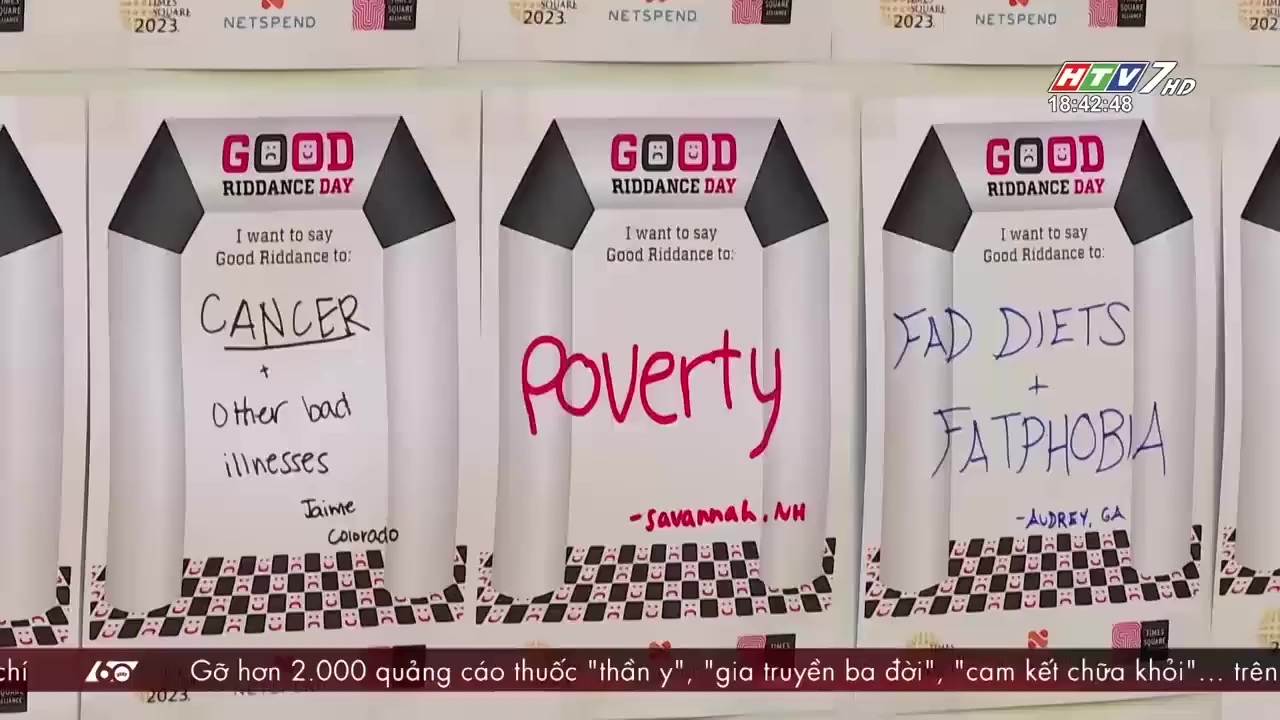 TIMES
SQUARE
2023
NETSPEND
SQUARE
2023
NETSPEND
SQUARE
2023
NETSPEND
HTV7 HD
18:42:48
GOOD
RIDDANCE DAY
I want to say
Good Riddance to:
CANCER
+
Other bad
illnesses
Jaime
Colorado
GOOD
RIDDANCE DAY
I want to say
Good Riddance to:
Poverty
-Savannah. NH
GOOD
RIDDANCE DAY
I want to say
Good Riddance to:
FAD DIETS
+
FATPHOBIA
-AUDREY, GA
TIMES
SQUARE
chí
60
Gỡ hơn 2.000 quảng cáo thuốc "thần y", "gia truyền ba đời", "cam kết chữa khỏi"... trên
2023